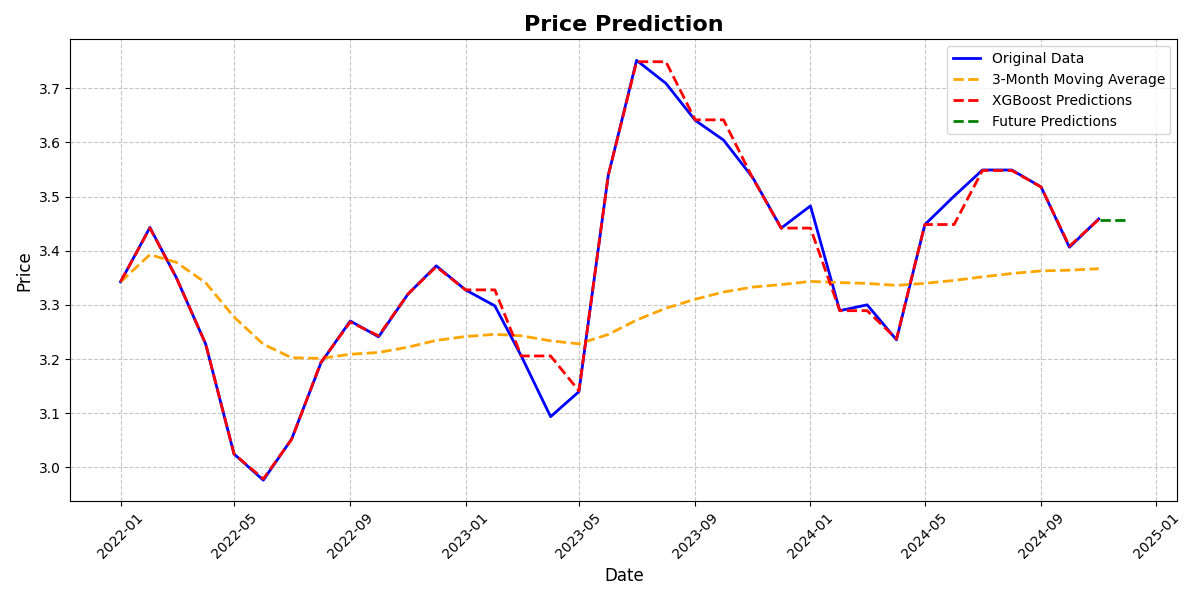 Price Prediction
Original Data
3-Month Moving Average
XGBoost Predictions
Future Predictions
Price
3.7
3.6
3.5
3.4
3.3
3.2
3.1
3.0
2022-01
2022-05
2022-09
2023-01
2023-05
2023-09
2024-01
2024-05
2024-09
2025-01
Date